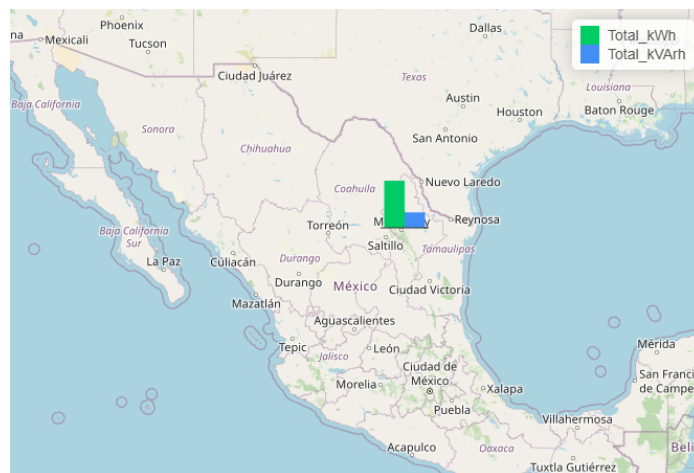 Phoenix
Dallas
Total_kWh
Total_kVArh
Mexicali
Tucson
Ciudad Juárez
Texas
Louisiana
Baton Rouge
Baja California
Austin
Houston
Sonora
San Antonio
Chihuahua
Coahuila
Nuevo Laredo
Reynosa
Torreón
Saltillo
Tamaulipas
Baja California
Sur
La Paz
Culiacán
Durango
Durango
México
Ciudad Victoria
Mazatlán
Aguascalientes
Tepic
Jalisco
León
Mérida
Ciudad de
México
Morelia
Xalapa
San Franci
de Campe
Puebla
Villahermosa
Acapulco
Oaxaca
Tuxtla Gutiérrez
Beli